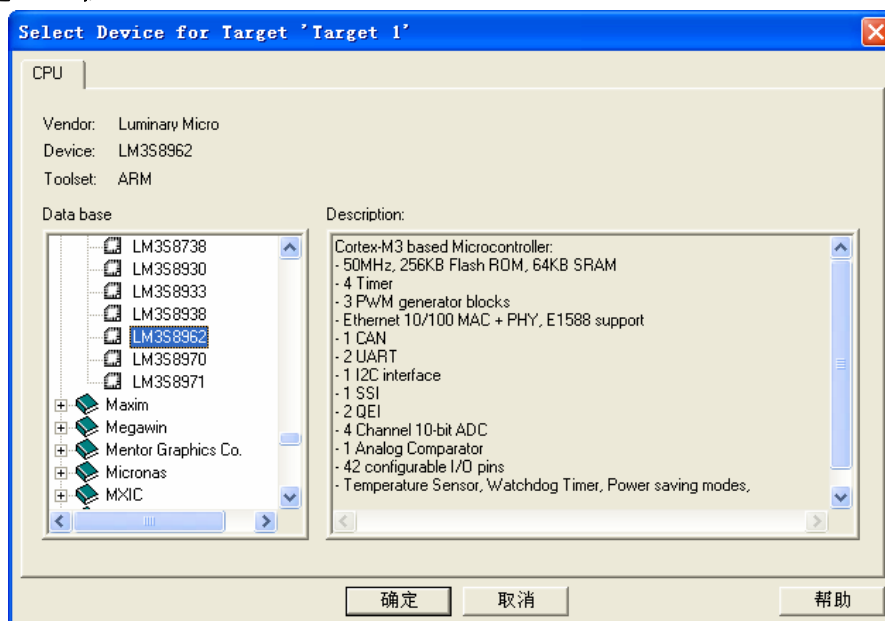 Select Device for Target 'Target 1'
CPU
Vendor: Luminary Micro
Device: LM3S8962
Toolset: ARM
Data base
LM3S8738
LM3S8930
LM3S8933
LM3S8938
LM3S8962
LM3S8970
LM3S8971
Maxim
Megawin
Mentor Graphics Co.
Micronas
MXIC
Description:
Cortex-M3 based Microcontroller:
- 50MHz, 256KB Flash ROM, 64KB SRAM
- 4 Timer
- 3 PWM generator blocks
- Ethernet 10/100 MAC + PHY, E1588 support
- 1 CAN
- 2 UART
- 1 I2C interface
- 1 SSI
- 2 QEI
- 4 Channel 10-bit ADC
- 1 Analog Comparator
- 42 configurable I/O pins
- Temperature Sensor, Watchdog Timer, Power saving modes,
确定
取消
帮助